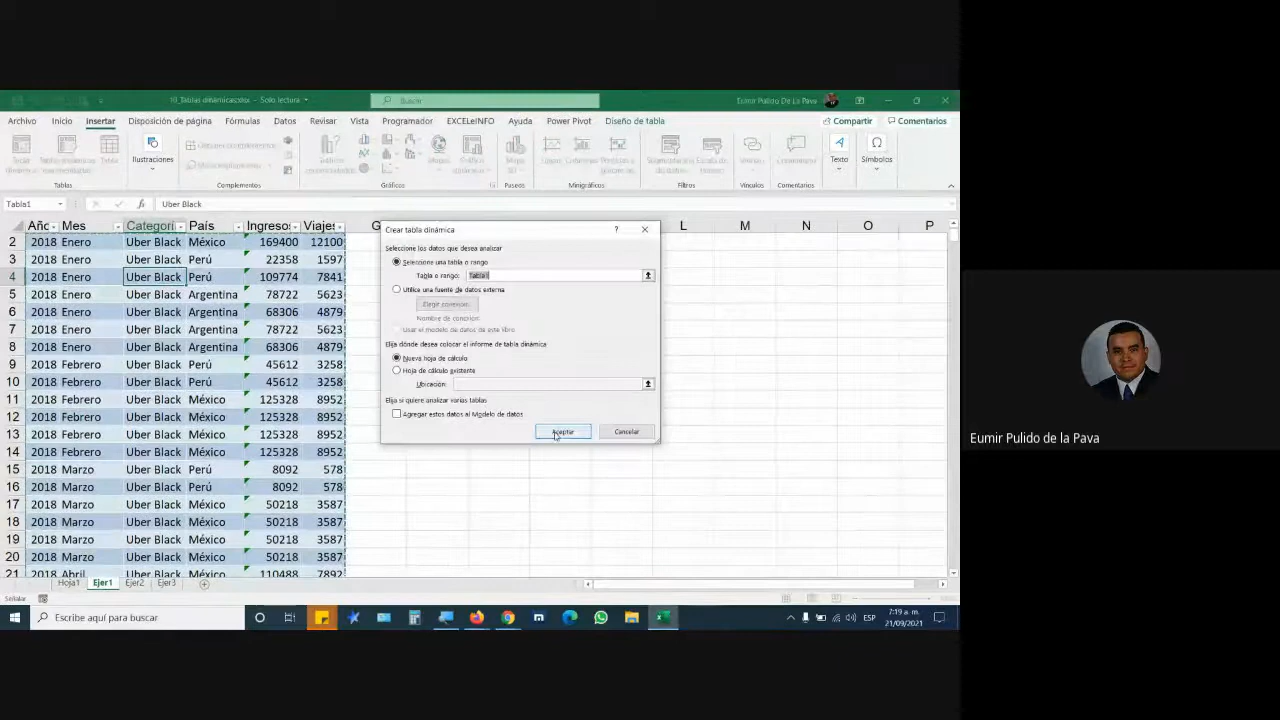 10_Tablas dinámicas.xlsx - Solo lectura
Buscar
Eumir Pulido De La Pava
Archivo Inicio Insertar Disposición de página Fórmulas Datos Revisar Vista Programador EXCELeINFO Ayuda Power Pivot Diseño de tabla Compartir Comentarios
Ilustraciones
Texto Símbolos
Tablas Complementos Gráficos Paseos Minigráficos Filtros Vínculos Comentarios
Tabla1 fx Uber Black
Año Mes Categorí País Ingresos Viajes G L M N O P
2 2018 Enero Uber Black México 169400 12100
3 2018 Enero Uber Black Perú 22358 1597
4 2018 Enero Uber Black Perú 109774 7841
5 2018 Enero Uber Black Argentina 78722 5623
6 2018 Enero Uber Black Argentina 68306 4879
7 2018 Enero Uber Black Argentina 78722 5623
8 2018 Enero Uber Black Argentina 68306 4879
9 2018 Febrero Uber Black Perú 45612 3258
10 2018 Febrero Uber Black Perú 45612 3258
11 2018 Febrero Uber Black México 125328 8952
12 2018 Febrero Uber Black México 125328 8952
13 2018 Febrero Uber Black México 125328 8952
14 2018 Febrero Uber Black México 125328 8952
15 2018 Marzo Uber Black Perú 8092 578
16 2018 Marzo Uber Black Perú 8092 578
17 2018 Marzo Uber Black México 50218 3587
18 2018 Marzo Uber Black México 50218 3587
19 2018 Marzo Uber Black México 50218 3587
20 2018 Marzo Uber Black México 50218 3587
21 2018 Abril Uber Black México 110488 7892
Crear tabla dinámica ?
Seleccione los datos que desea analizar
Seleccione una tabla o rango
Tabla o rango: Tabla1
Utilice una fuente de datos externa
Elegir conexión...
Nombre de conexión:
Usar el modelo de datos de este libro
Elija dónde desea colocar el informe de tabla dinámica
Nueva hoja de cálculo
Hoja de cálculo existente
Ubicación:
Elija si quiere analizar varias tablas
Agregar estos datos al Modelo de datos
Aceptar Cancelar
Hoja1 Ejer1 Ejer2 Ejer3
Señalar
Escribe aquí para buscar
ESP
7:19 a. m.
21/09/2021
Eumir Pulido de la Pava